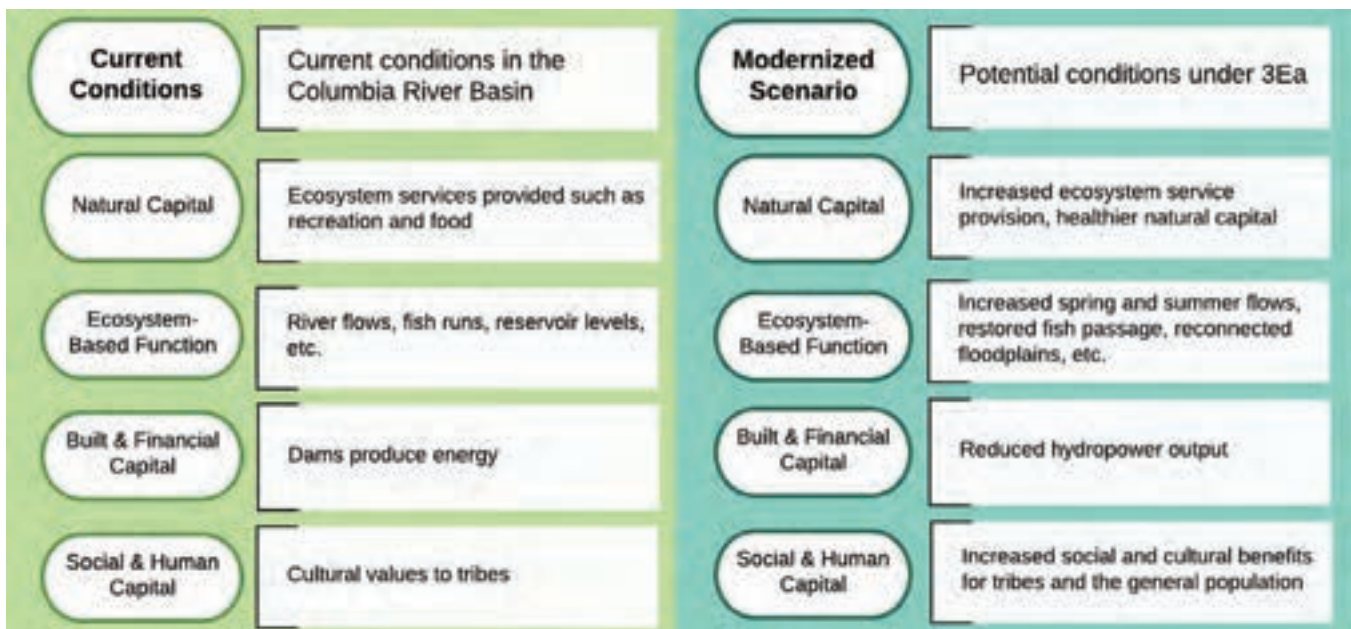 Current
Conditions
Current conditions in the
Columbia River Basin
Natural Capital
Ecosystem services provided such as
recreation and food
Ecosystem-
Based Function
River flows, fish runs, reservoir levels,
etc.
Built & Financial
Capital
Dams produce energy
Social & Human
Capital
Cultural values to tribes
Modernized
Scenario
Potential conditions under 3Ea
Natural Capital
Increased ecosystem service
provision, healthier natural capital
Ecosystem-
Based Function
Increased spring and summer flows,
restored fish passage, reconnected
floodplains, etc.
Built & Financial
Capital
Reduced hydropower output
Social & Human
Capital
Increased social and cultural benefits
for tribes and the general population